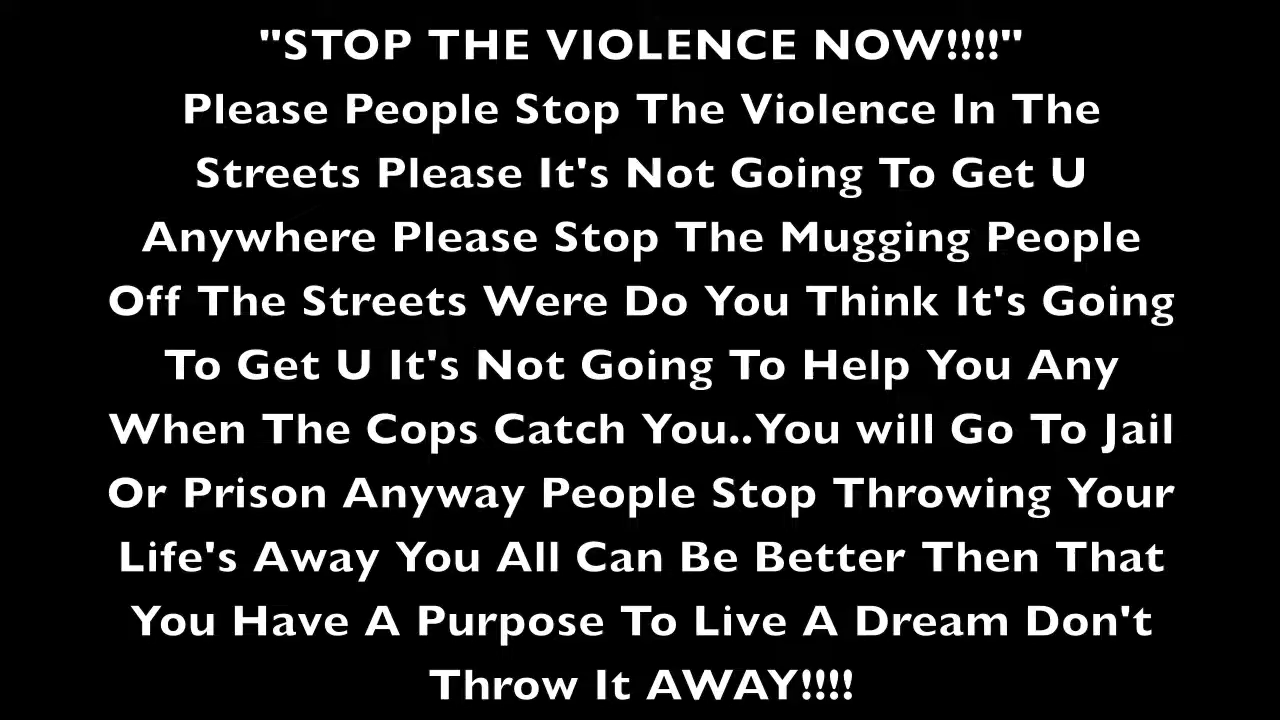 "STOP THE VIOLENCE NOW!!!!"
Please People Stop The Violence In The
Streets Please It's Not Going To Get U
Anywhere Please Stop The Mugging People
Off The Streets Were Do You Think It's Going
To Get U It's Not Going To Help You Any
When The Cops Catch You..You will Go To Jail
Or Prison Anyway People Stop Throwing Your
Life's Away You All Can Be Better Then That
You Have A Purpose To Live A Dream Don't
Throw It AWAY!!!!